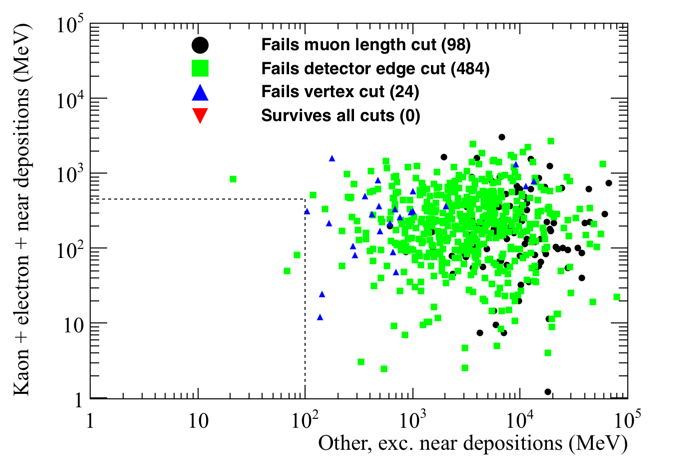 10⁵
Fails muon length cut (98)
Fails detector edge cut (484)
Fails vertex cut (24)
Survives all cuts (0)
10⁴
10³
10²
10
1
Kaon + electron + near depositions (MeV)
1 10 10² 10³ 10⁴ 10⁵
Other, exc. near depositions (MeV)